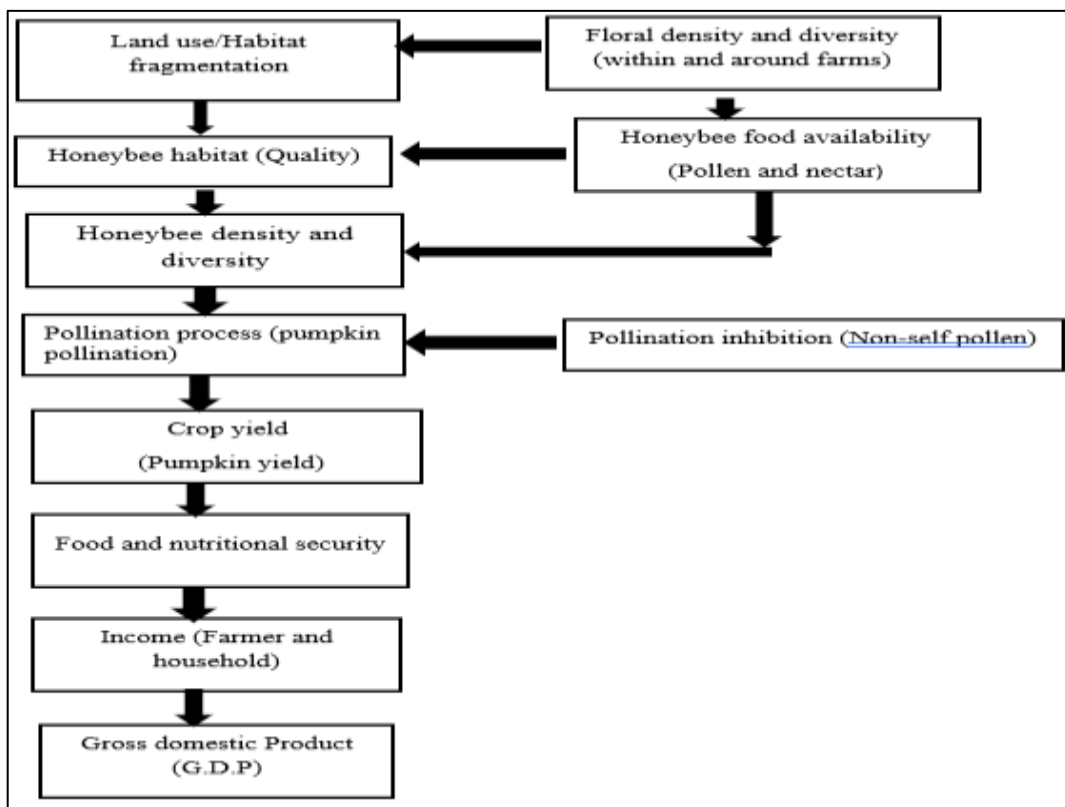 Land use/Habitat
fragmentation
Floral density and diversity
(within and around farms)
Honeybee habitat (Quality)
Honeybee food availability
(Pollen and nectar)
Honeybee density and
diversity
Pollination process (pumpkin
pollination)
Pollination inhibition (Non-self pollen)
Crop yield
(Pumpkin yield)
Food and nutritional security
Income (Farmer and
household)
Gross domestic Product
(G.D.P)